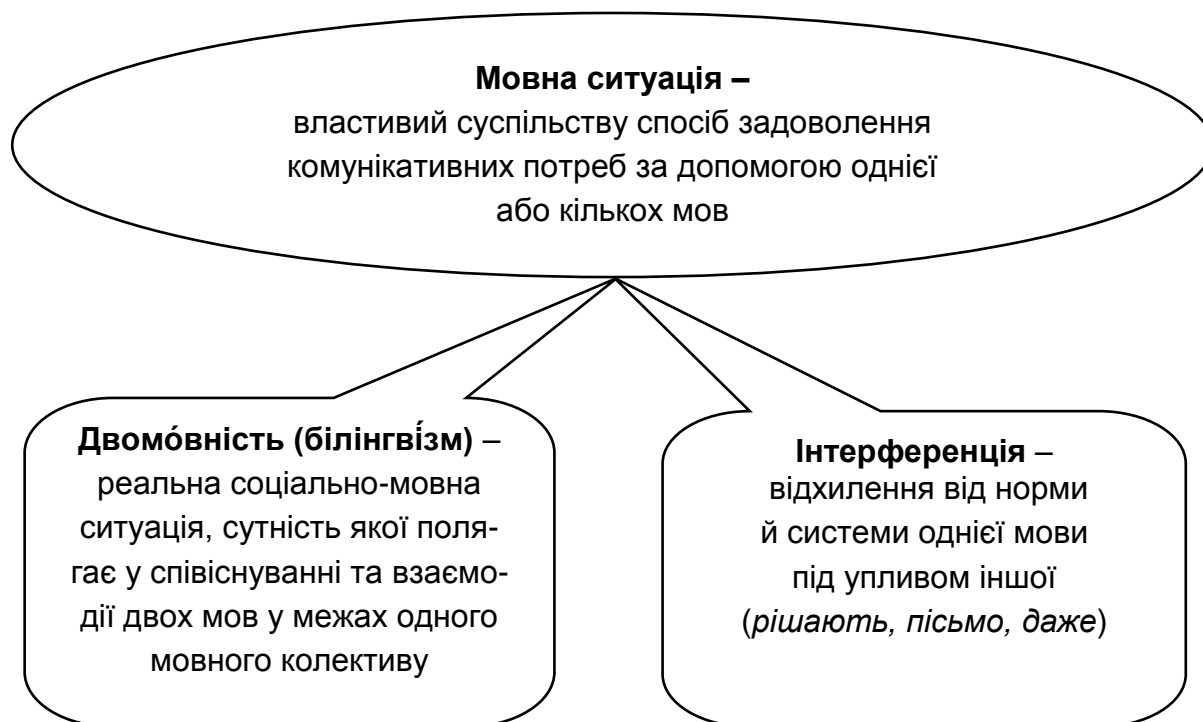 Мовна ситуація –
властивий суспільству спосіб задоволення
комунікативних потреб за допомогою однієї
або кількох мов
Двомо́вність (білінгві́зм) –
реальна соціально-мовна
ситуація, сутність якої поля-
гає у співіснуванні та взаємо-
дії двох мов у межах одного
мовного колективу
Інтерференція –
відхилення від норми
й системи однієї мови
під упливом іншої
(рішають, пісьмо, даже)